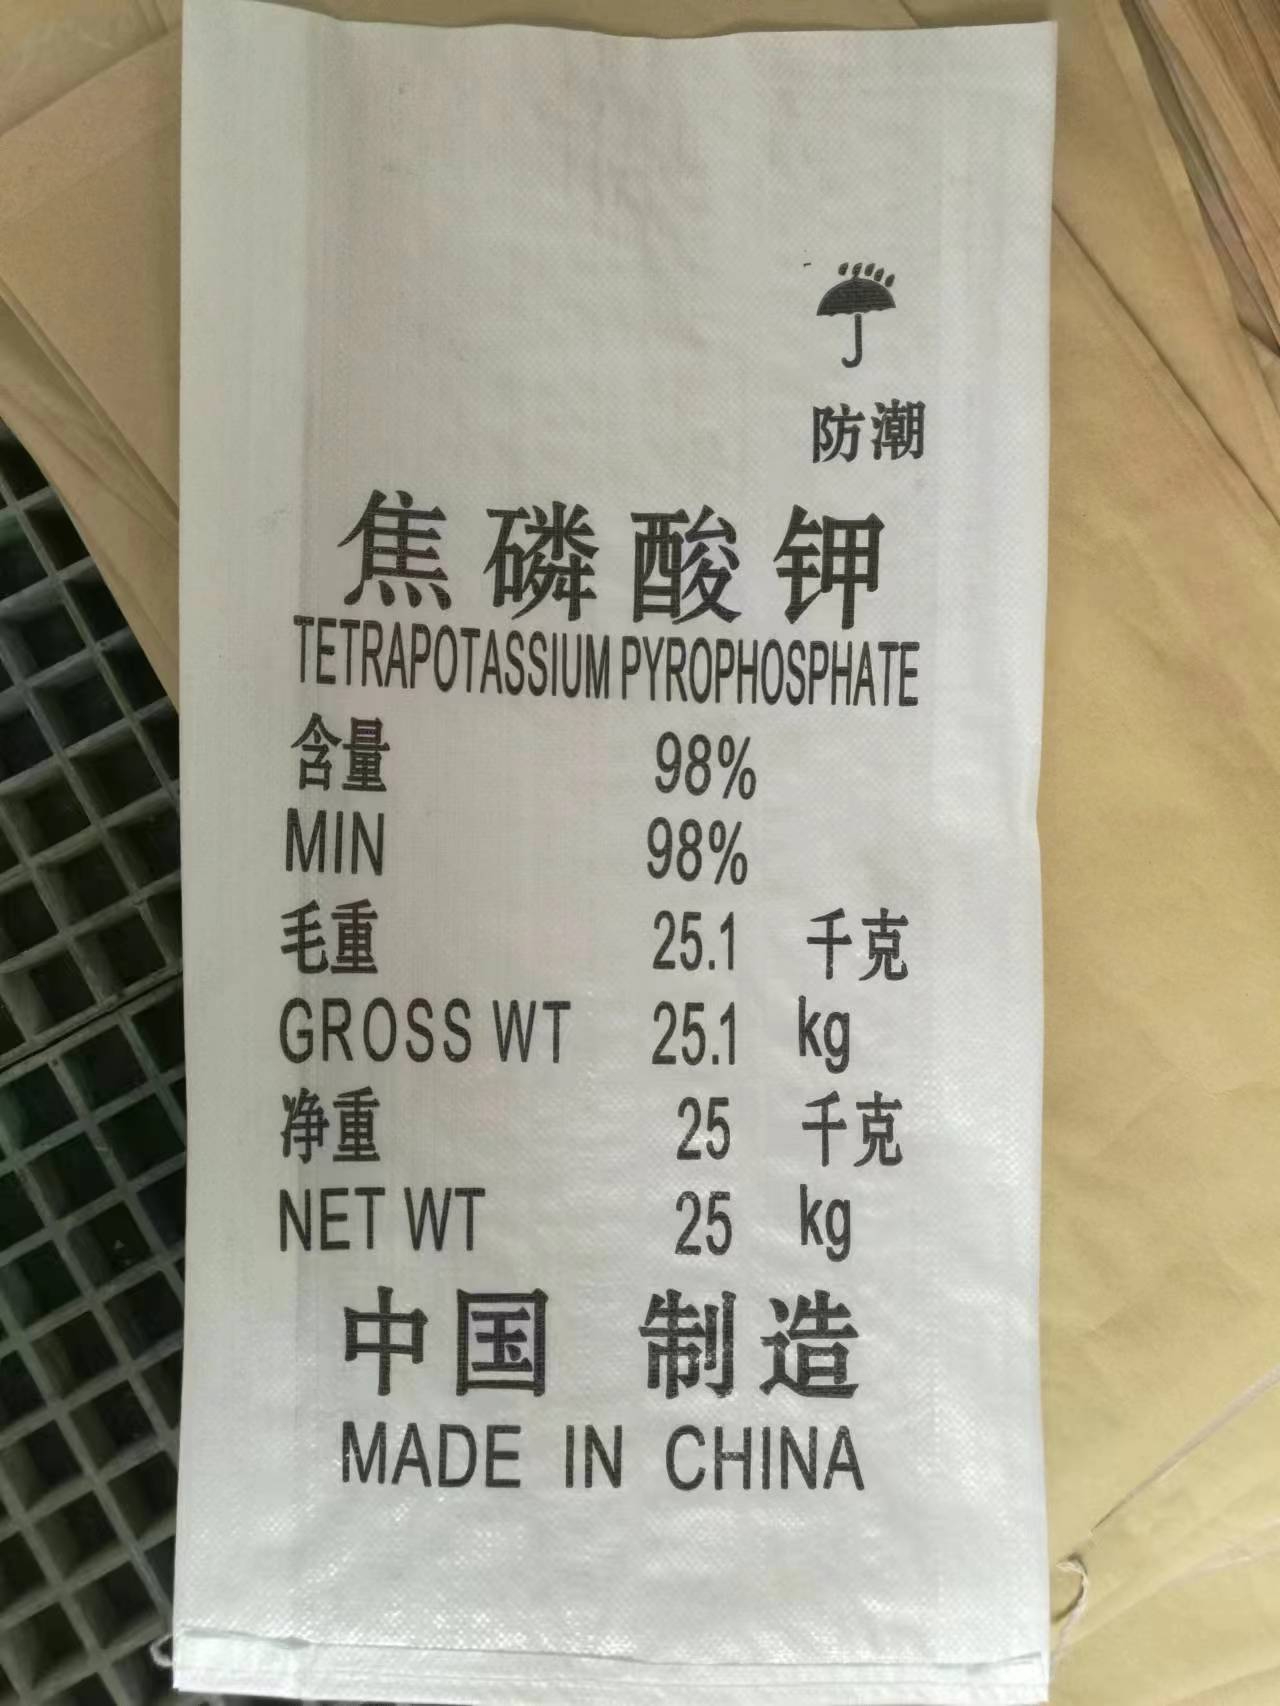 防潮
焦磷酸钾
TETRAPOTASSIUM PYROPHOSPHATE
含量 98%
MIN 98%
毛重 25.1 千克
GROSS WT 25.1 kg
净重 25 千克
NET WT 25 kg
中国 制造
MADE IN CHINA